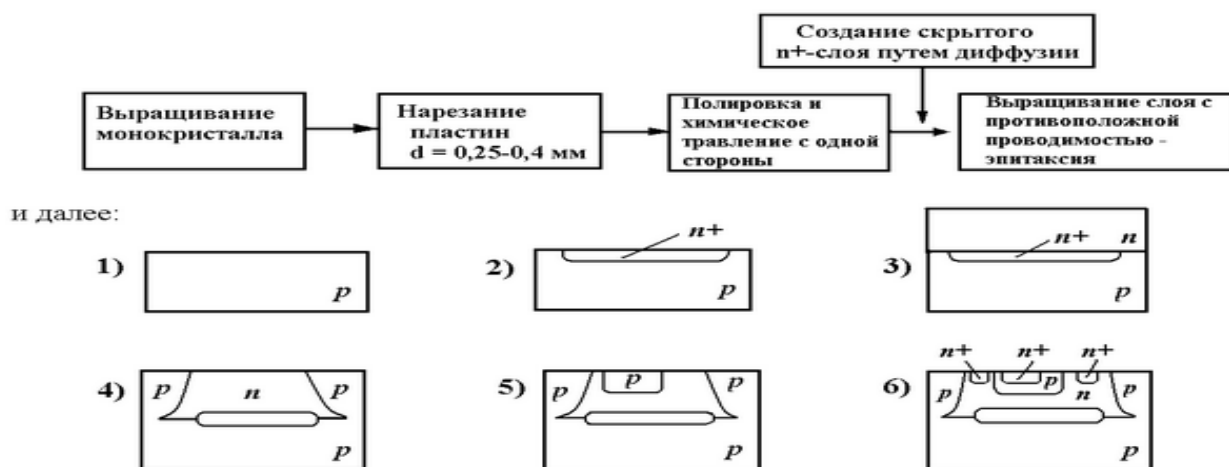 Создание скрытого
n+-слоя путем диффузии
Выращивание
монокристалла
Нарезание
пластин
d = 0,25-0,4 мм
Полировка и
химическое
травление с одной
стороны
Выращивание слоя с
противоположной
проводимостью -
эпитаксия
и далее:
1)
p
2)
n+
p
3)
n+ n
p
4)
p n p
p
5)
p p p
p
6)
n+ n+ n+
p p n p
p